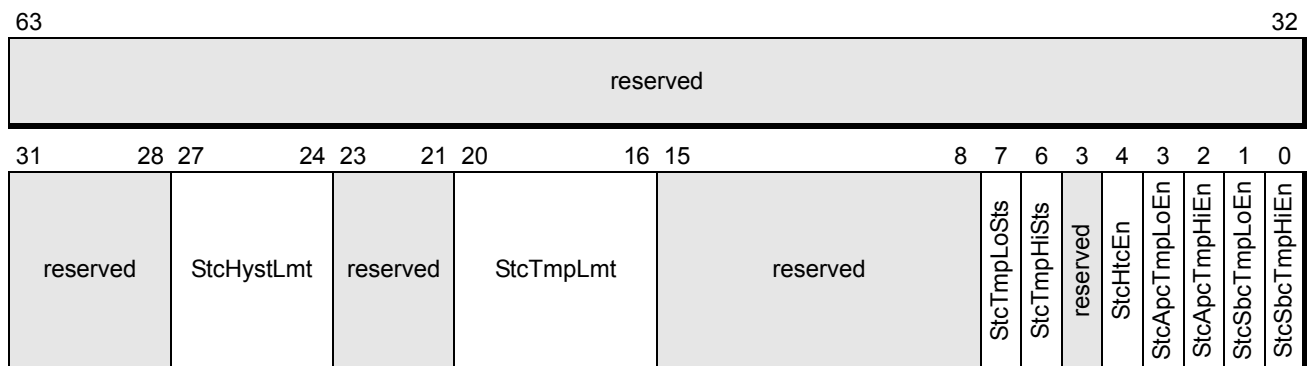 63 32
reserved
31 28 27 24 23 21 20 16 15 8 7 6 3 4 3 2 1 0
reserved StcHystLmt reserved StcTmpLmt reserved StcTmpLoSts StcTmpHiSts reserved StcHtcEn StcApcTmpLoEn StcApcTmpHiEn StcSbcTmpLoEn StcSbcTmpHiEn